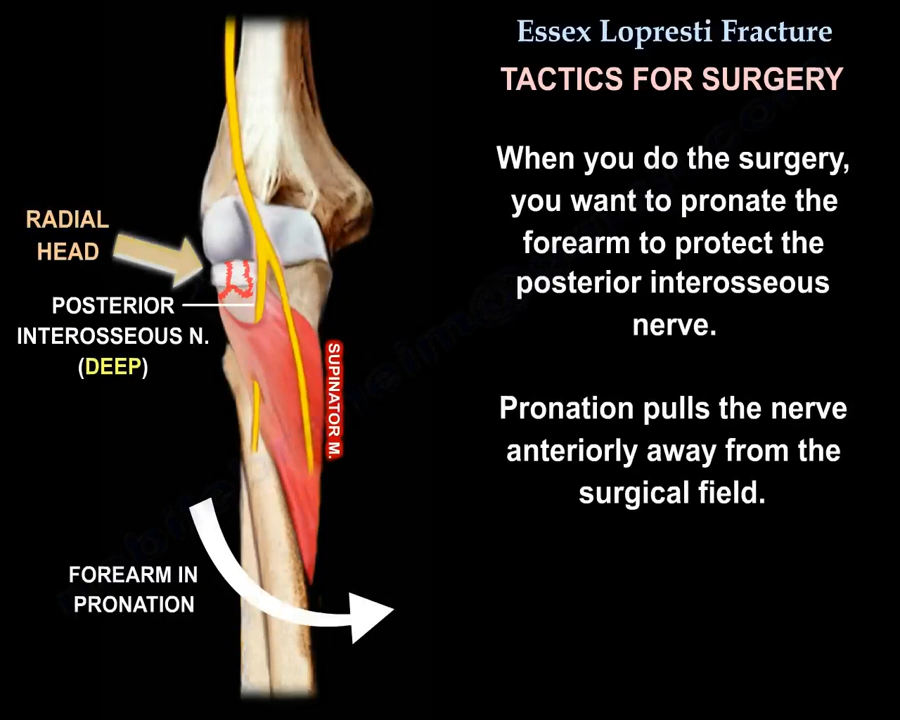 Essex Lopresti Fracture
TACTICS FOR SURGERY
When you do the surgery,
you want to pronate the
forearm to protect the
posterior interosseous
nerve.
Pronation pulls the nerve
anteriorly away from the
surgical field.
RADIAL
HEAD
POSTERIOR
INTEROSSEOUS N.
(DEEP)
SUPINATOR M.
FOREARM IN
PRONATION